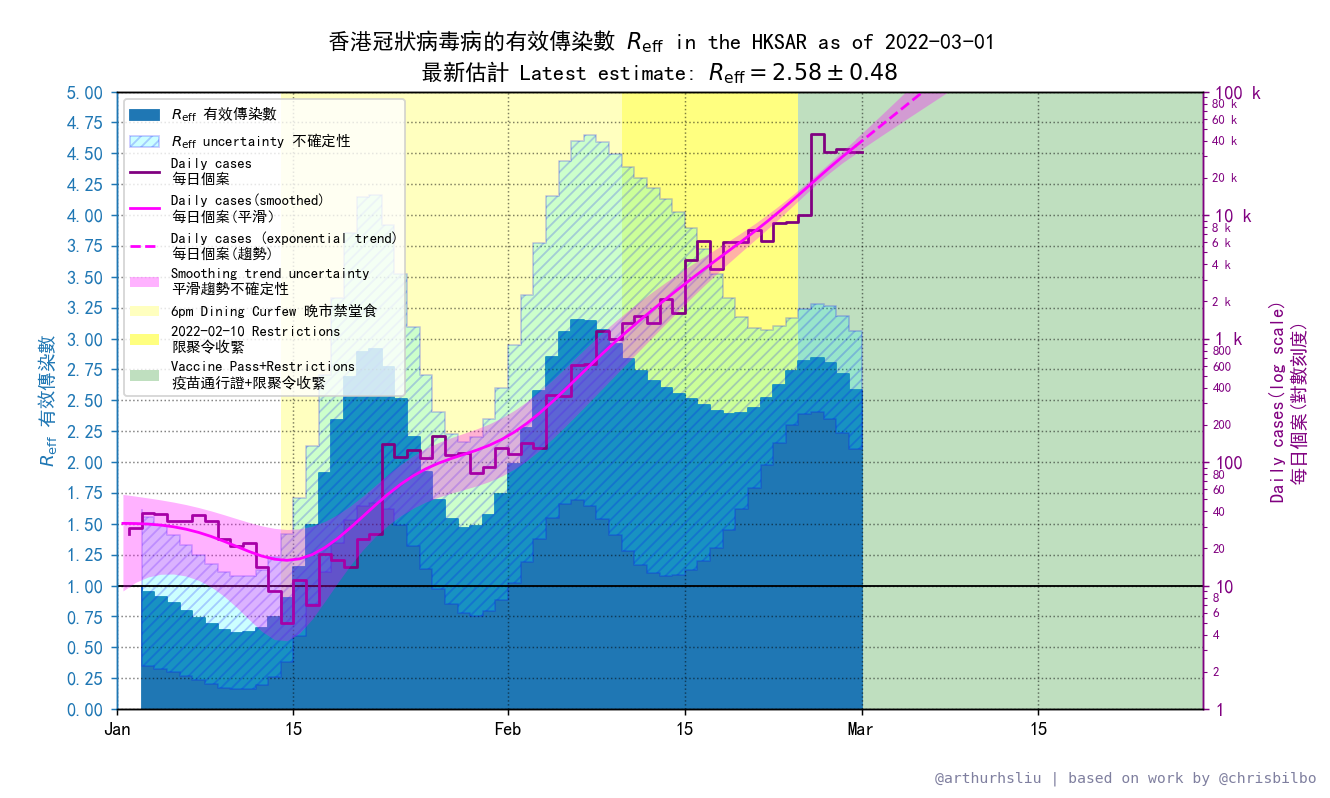 香港冠狀病毒病的有效傳染數 Reff in the HKSAR as of 2022-03-01
最新估計 Latest estimate: Reff = 2.58 ± 0.48
Reff 有效傳染數
Reff uncertainty 不確定性
Daily cases
每日個案
Daily cases(smoothed)
每日個案(平滑)
Daily cases (exponential trend)
每日個案(趨勢)
Smoothing trend uncertainty
平滑趨勢不確定性
6pm Dining Curfew 晚市禁堂食
2022-02-10 Restrictions
限聚令收緊
Vaccine Pass+Restrictions
疫苗通行證+限聚令收緊
Reff 有效傳染數
5.00
4.75
4.50
4.25
4.00
3.75
3.50
3.25
3.00
2.75
2.50
2.25
2.00
1.75
1.50
1.25
1.00
0.75
0.50
0.25
0.00
Jan
15
Feb
15
Mar
15
100 k
80 k
60 k
40 k
20 k
10 k
8 k
6 k
4 k
2 k
1 k
800
600
400
200
100
80
60
40
20
10
8
6
4
2
1
Daily cases(log scale)
每日個案(對數刻度)
@arthurhsliu | based on work by @chrisbilbo